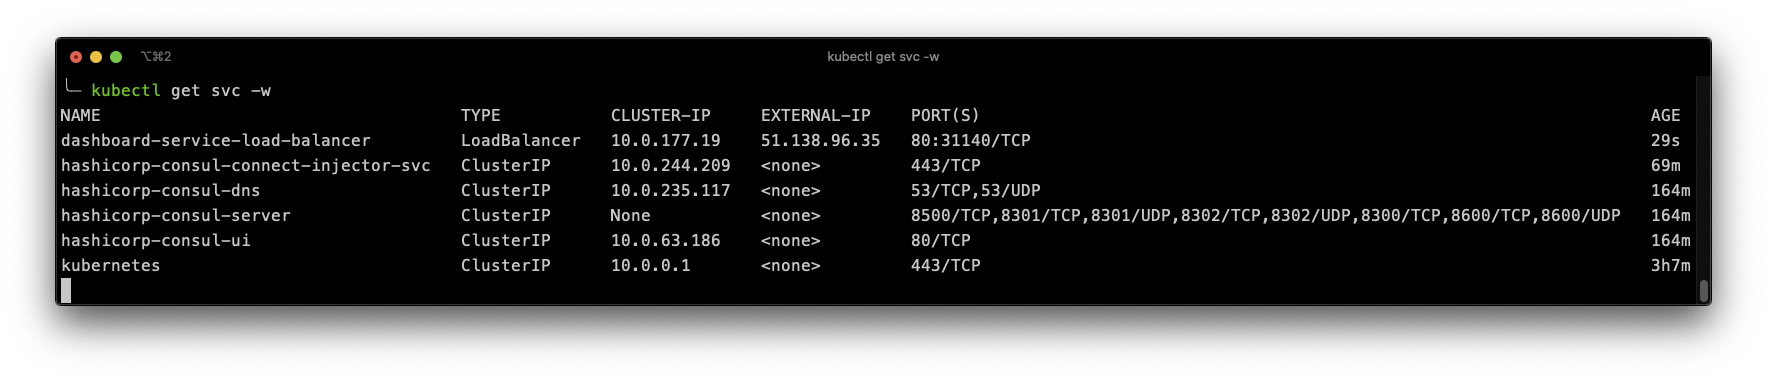 ⌥⌘2 kubectl get svc -w
╰─ kubectl get svc -w
NAME TYPE CLUSTER-IP EXTERNAL-IP PORT(S) AGE
dashboard-service-load-balancer LoadBalancer 10.0.177.19 51.138.96.35 80:31140/TCP 29s
hashicorp-consul-connect-injector-svc ClusterIP 10.0.244.209 <none> 443/TCP 69m
hashicorp-consul-dns ClusterIP 10.0.235.117 <none> 53/TCP,53/UDP 164m
hashicorp-consul-server ClusterIP None <none> 8500/TCP,8301/TCP,8301/UDP,8302/TCP,8302/UDP,8300/TCP,8600/TCP,8600/UDP 164m
hashicorp-consul-ui ClusterIP 10.0.63.186 <none> 80/TCP 164m
kubernetes ClusterIP 10.0.0.1 <none> 443/TCP 3h7m